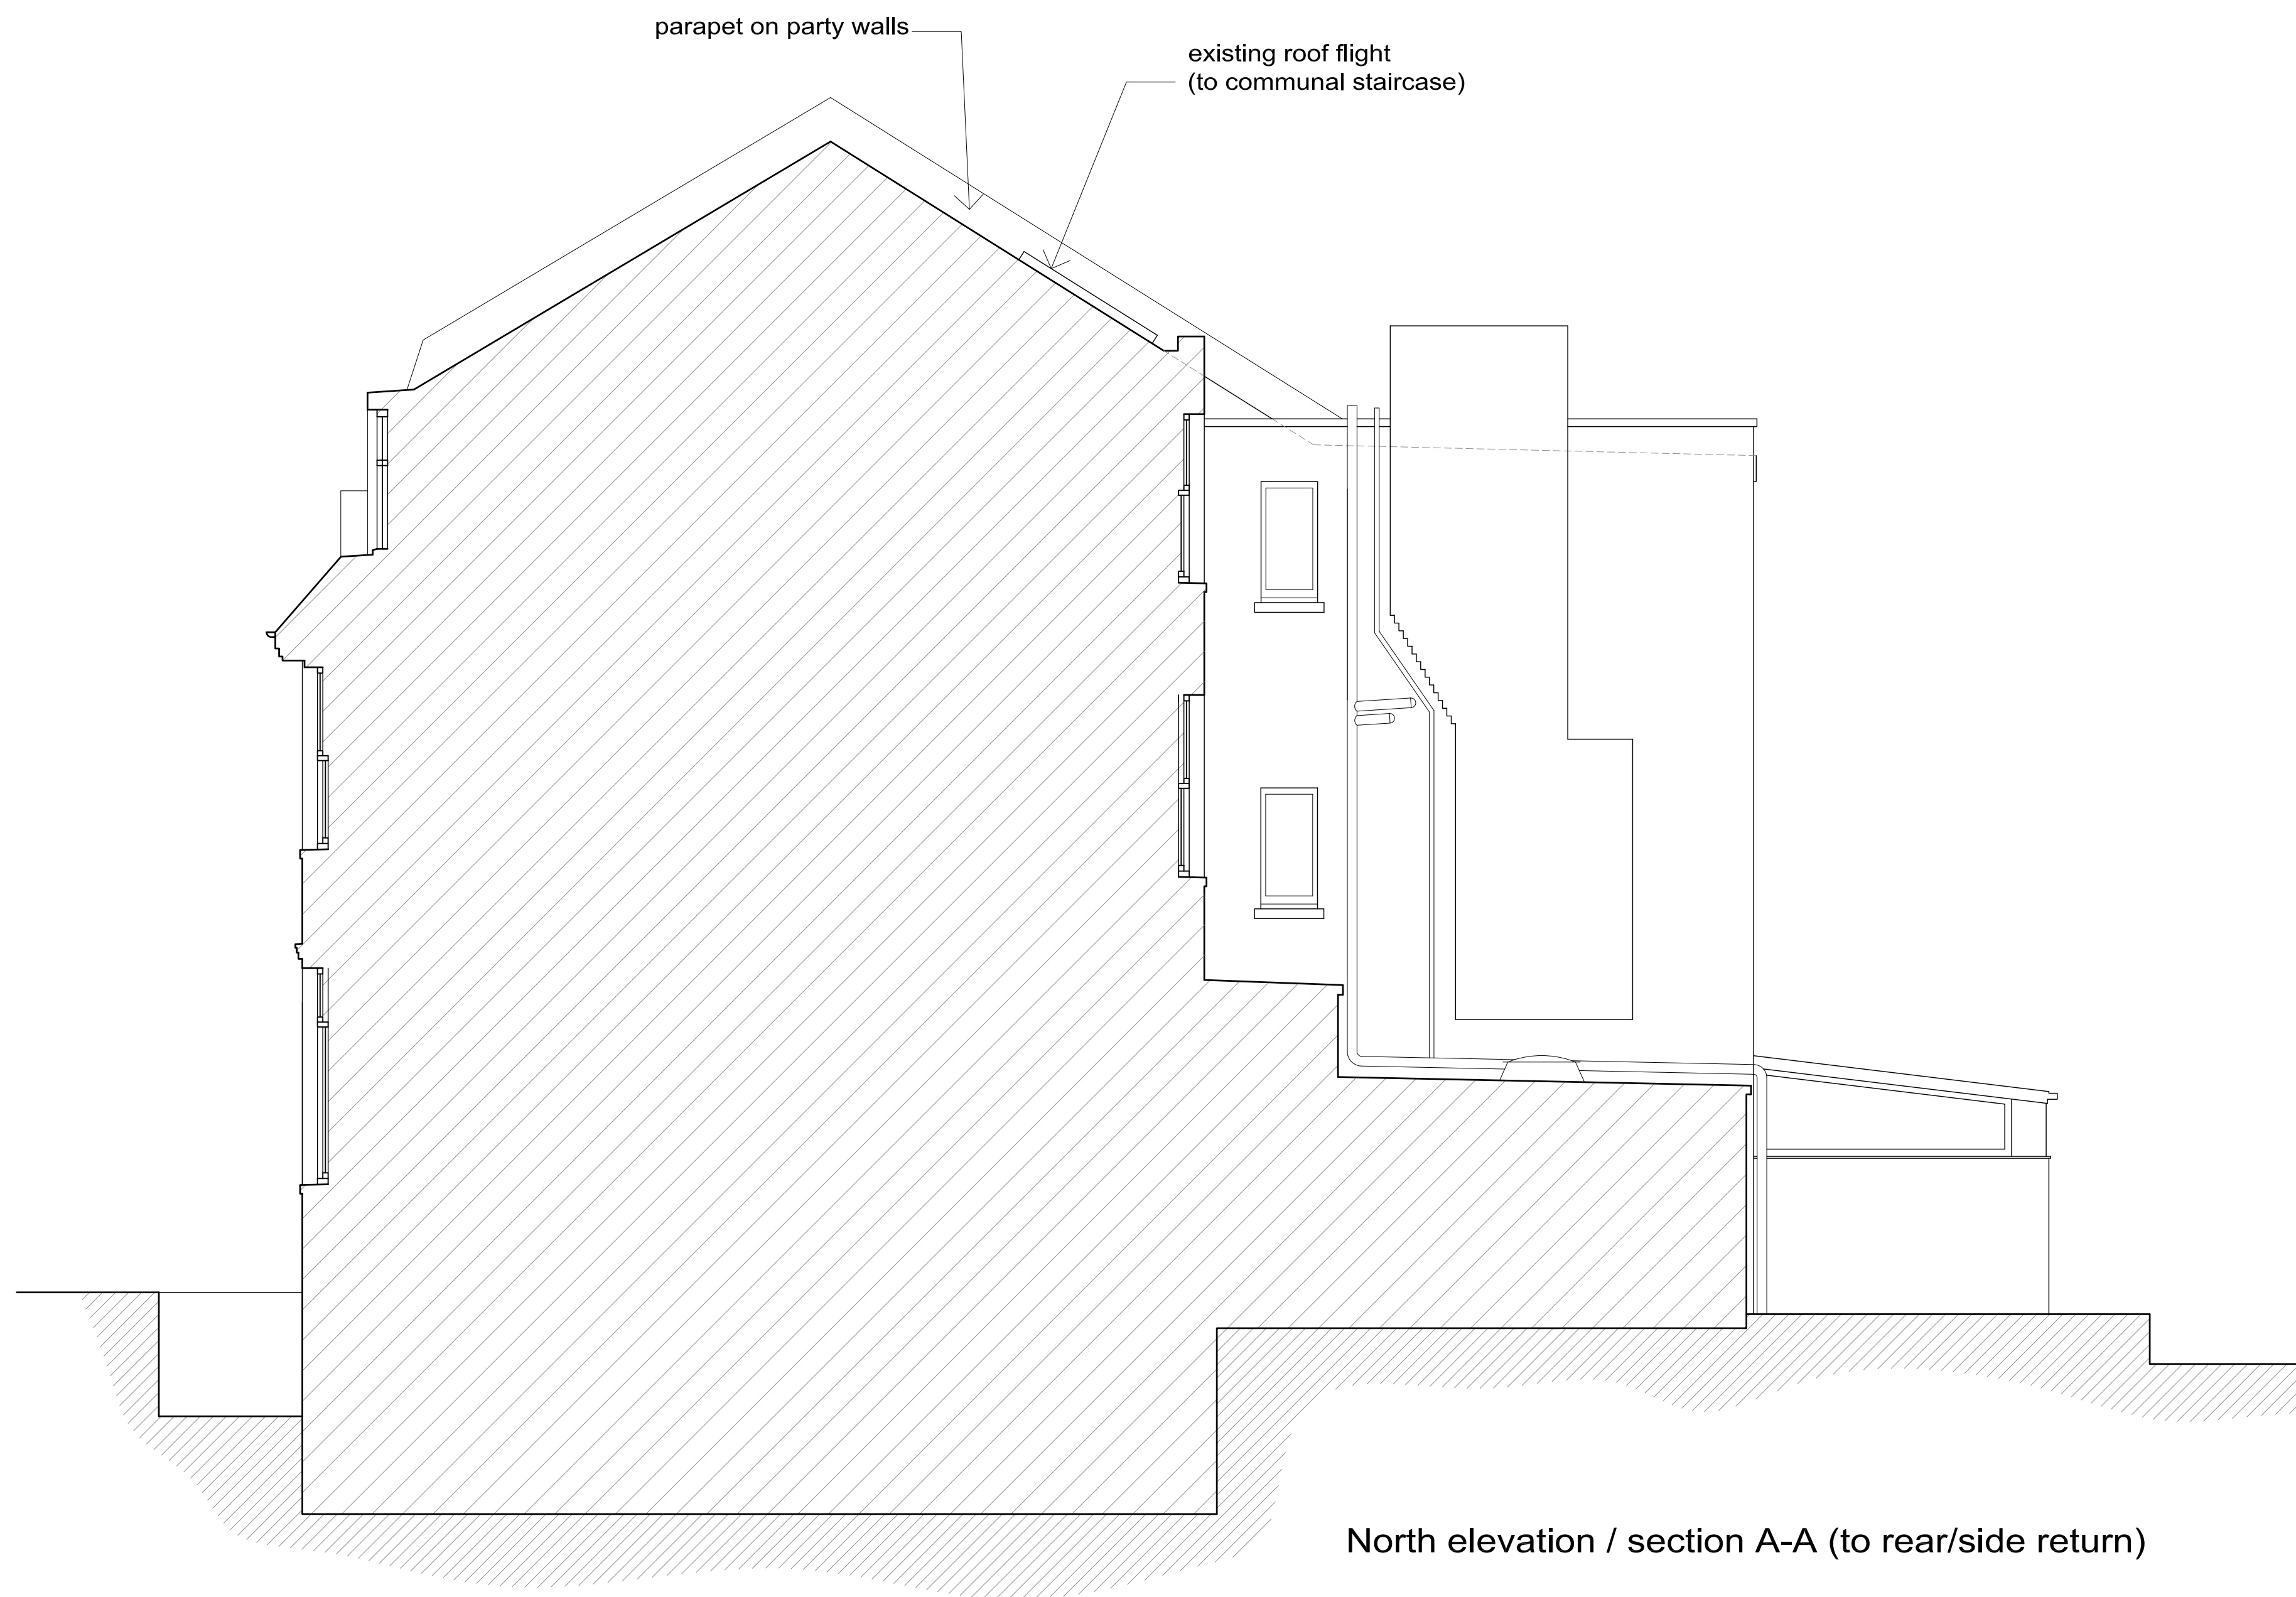 parapet on party walls
existing roof flight
(to communal staircase)
North elevation / section A-A (to rear/side return)